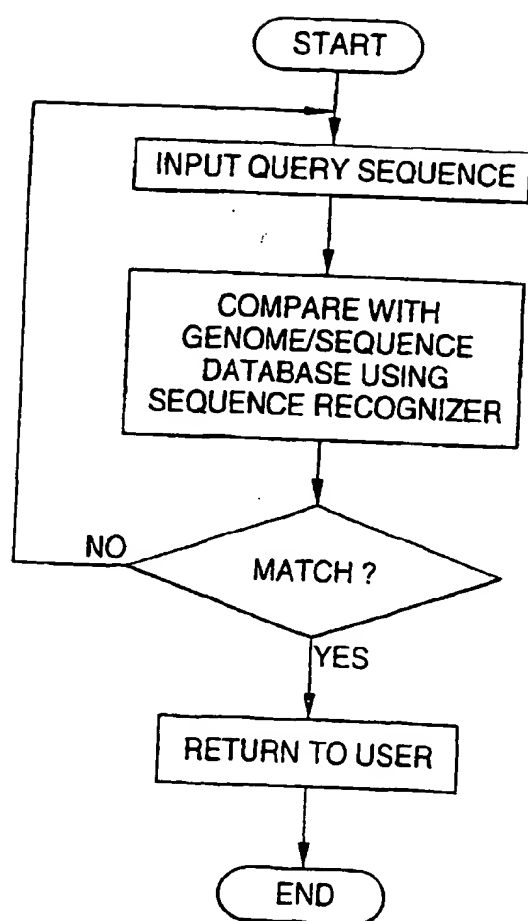 START
INPUT QUERY SEQUENCE
COMPARE WITH
GENOME/SEQUENCE
DATABASE USING
SEQUENCE RECOGNIZER
NO
MATCH ?
YES
RETURN TO USER
END